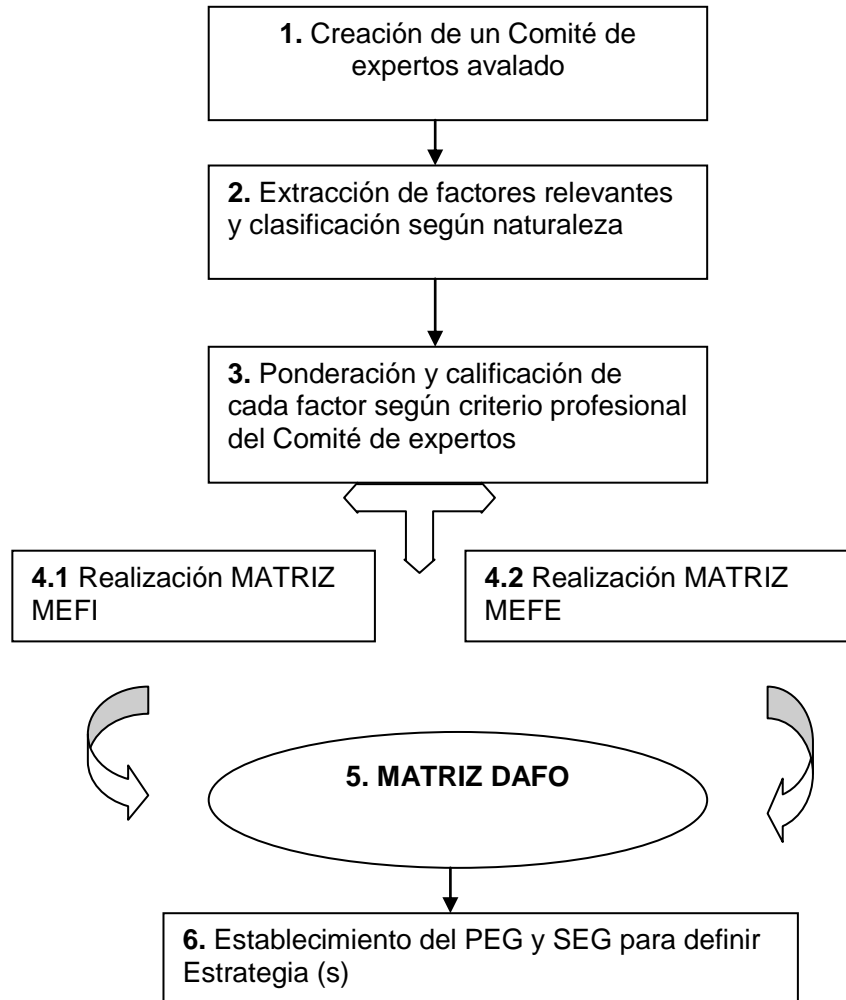 1. Creación de un Comité de
expertos avalado
2. Extracción de factores relevantes
y clasificación según naturaleza
3. Ponderación y calificación de
cada factor según criterio profesional
del Comité de expertos
4.1 Realización MATRIZ
MEFI
4.2 Realización MATRIZ
MEFE
5. MATRIZ DAFO
6. Establecimiento del PEG y SEG para definir
Estrategia (s)